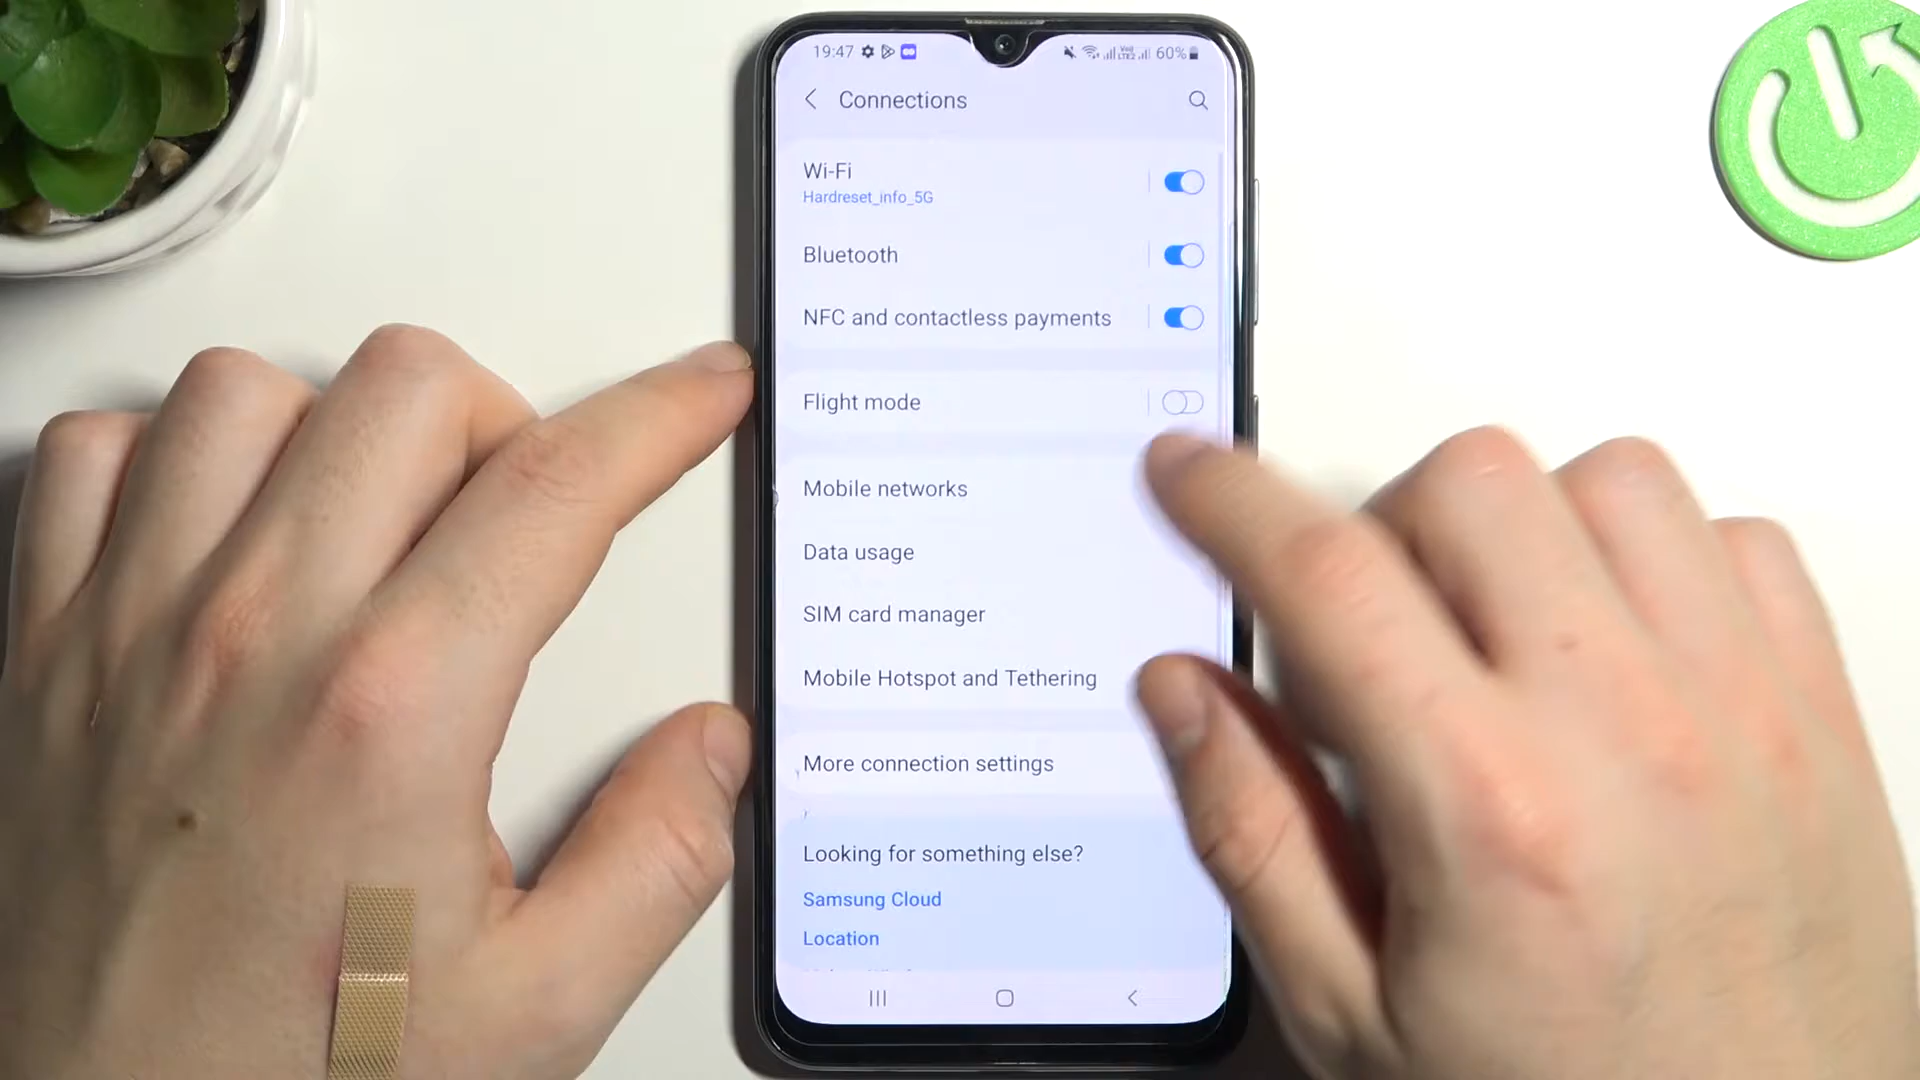 19:47
60%
Connections
Wi-Fi
Hardreset_info_5G
Bluetooth
NFC and contactless payments
Flight mode
Mobile networks
Data usage
SIM card manager
Mobile Hotspot and Tethering
More connection settings
Looking for something else?
Samsung Cloud
Location